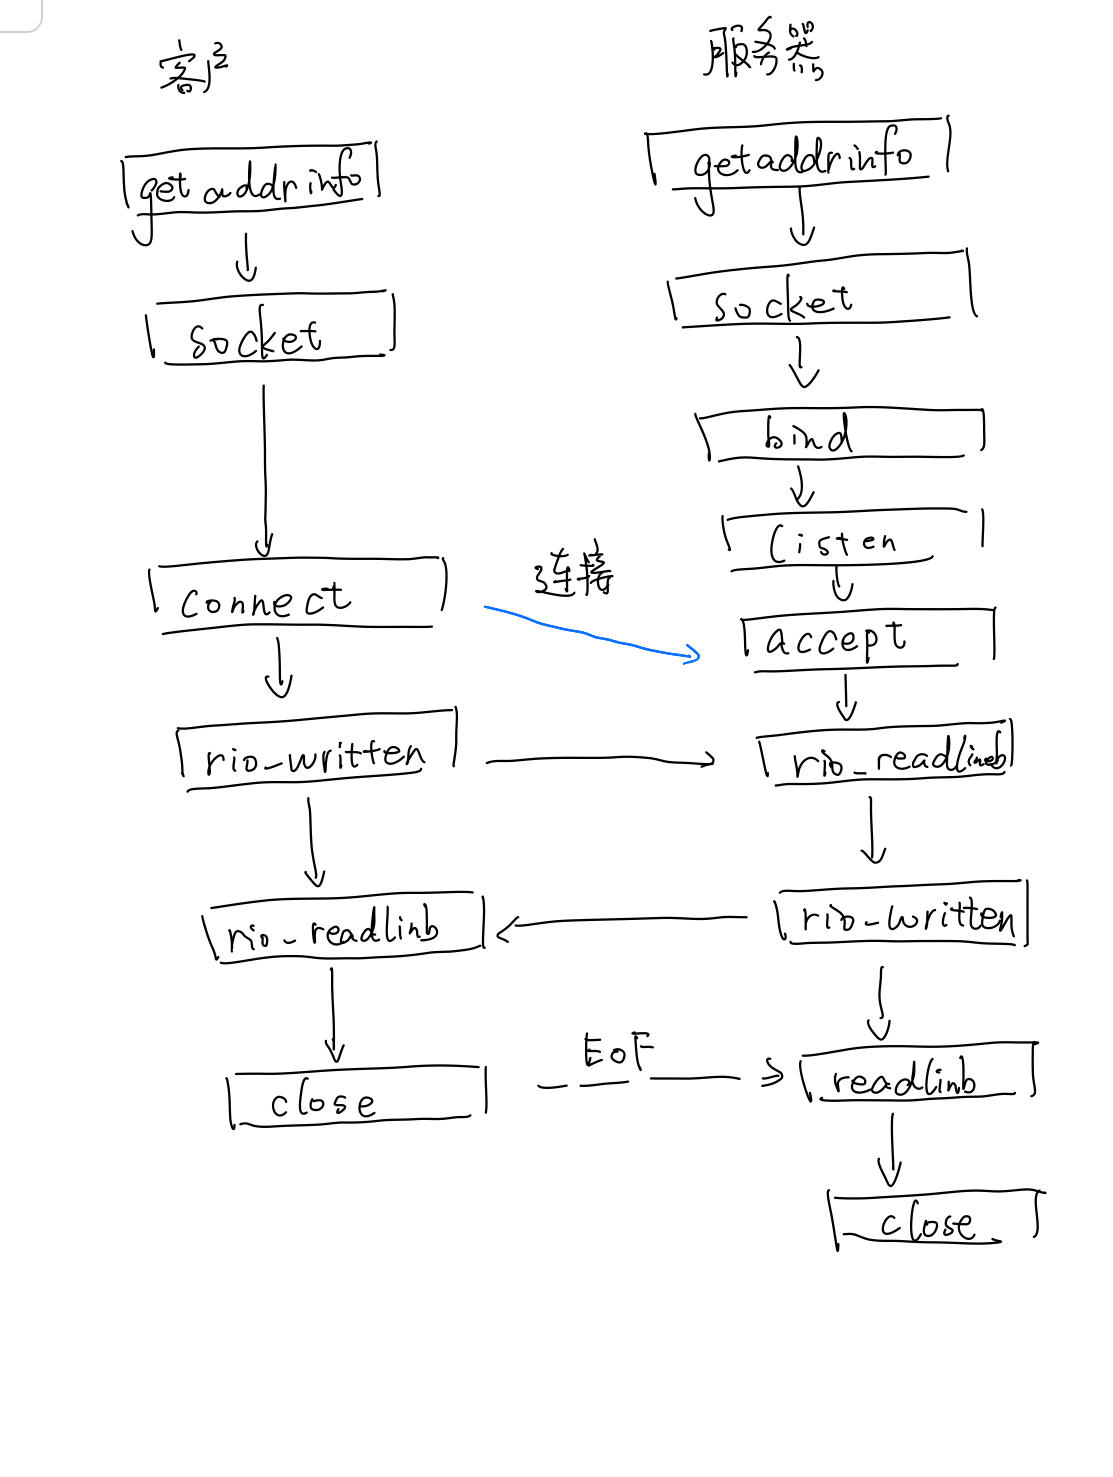 客户
服务器
getaddrinfo
getaddrinfo
socket
socket
bind
listen
connect
连接
accept
rio_written
rio_readlineb
rio_readlinb
rio_written
close
EOF
readlinb
close